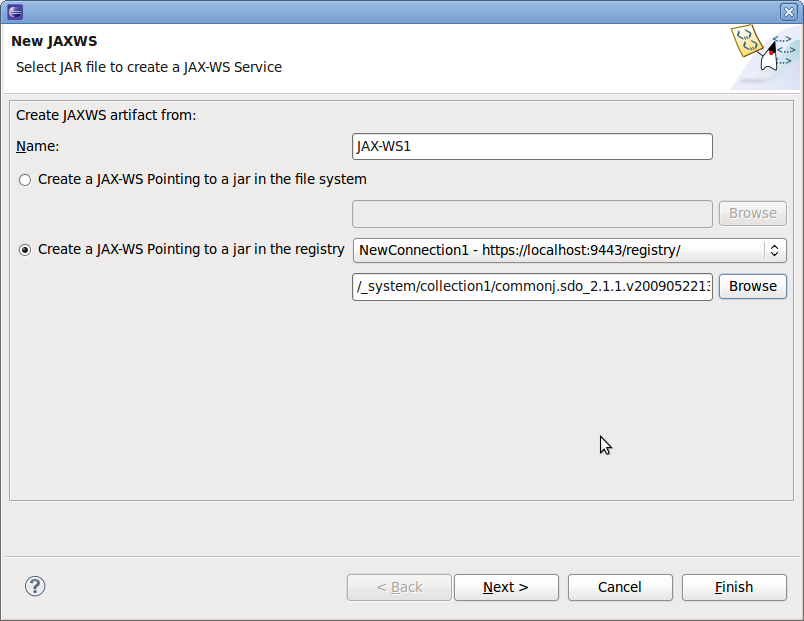 New JAXWS
Select JAR file to create a JAX-WS Service
Create JAXWS artifact from:
Name:
JAX-WS1
Create a JAX-WS Pointing to a jar in the file system
Browse
Create a JAX-WS Pointing to a jar in the registry
NewConnection1 - https://localhost:9443/registry/
/_system/collection1/commonj.sdo_2.1.1.v2009052213
Browse
< Back
Next >
Cancel
Finish